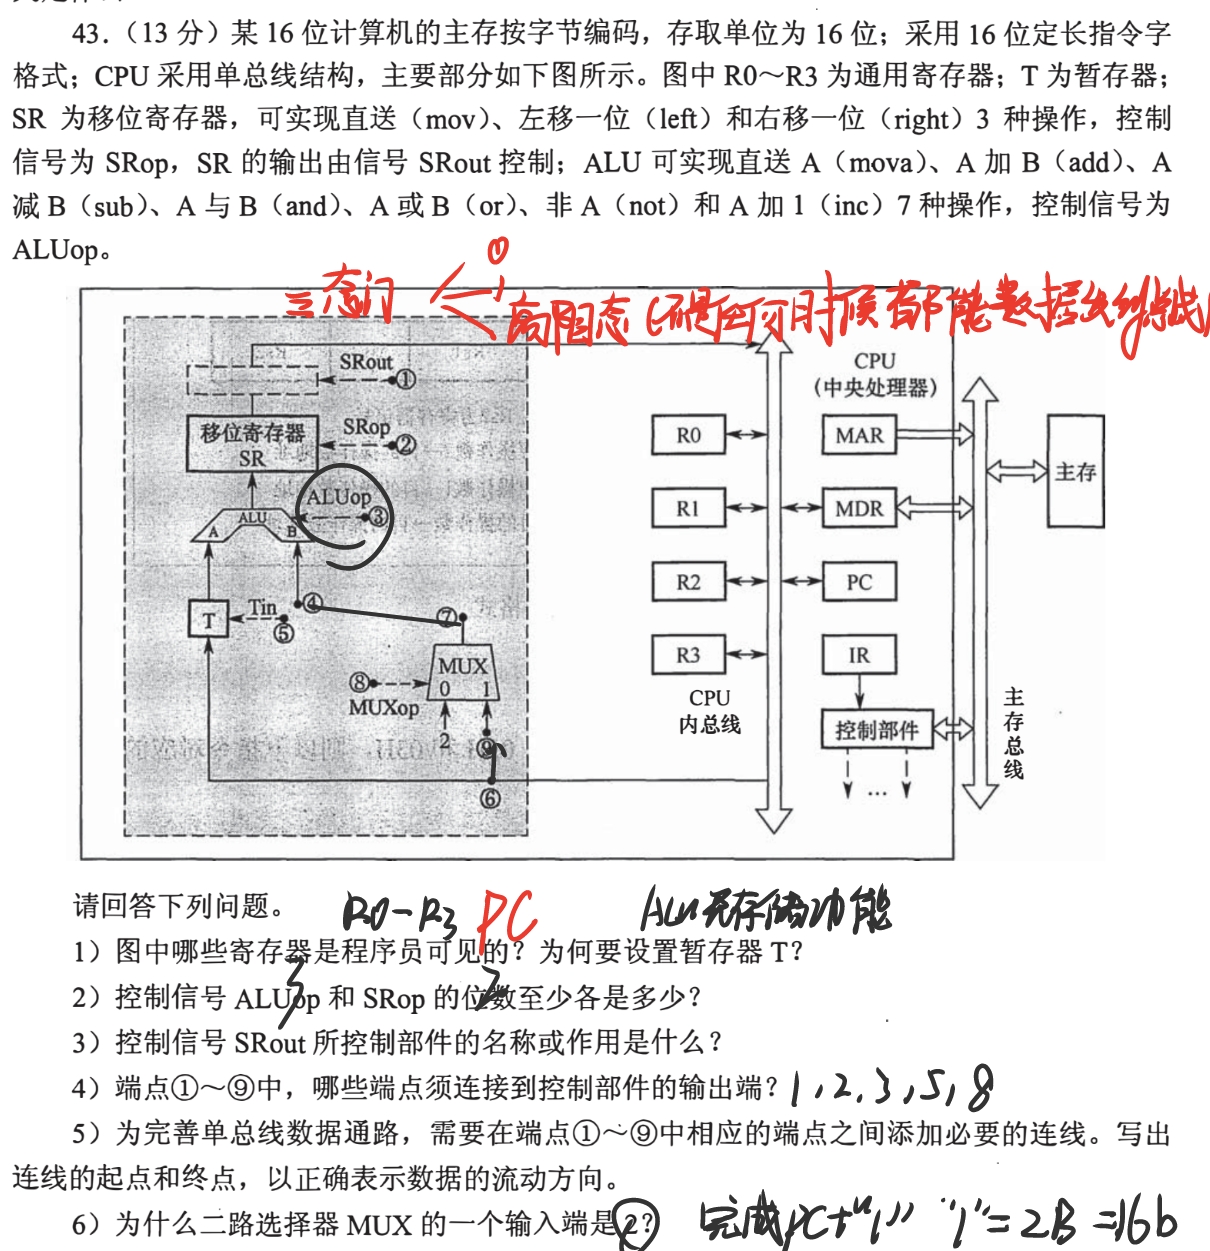 43.（13 分）某 16 位计算机的主存按字节编码，存取单位为 16 位；采用 16 位定长指令字
格式；CPU 采用单总线结构，主要部分如下图所示。图中 R0～R3 为通用寄存器；T 为暂存器；
SR 为移位寄存器，可实现直送（mov）、左移一位（left）和右移一位（right）3 种操作，控制
信号为 SRop，SR 的输出由信号 SRout 控制；ALU 可实现直送 A（mova）、A 加 B（add）、A
减 B（sub）、A 与 B（and）、A 或 B（or）、非 A（not）和 A 加 1（inc）7 种操作，控制信号为
ALUop。
三态门
0
1
高阻态
SRout
①
移位寄存器
SR
SRop
②
ALUop
③
ALU
A
B
T
Tin
⑤
④
⑦
MUX
0 1
⑧
MUXop
2
⑨
⑥
CPU
（中央处理器）
R0
MAR
主存
R1
MDR
R2
PC
R3
IR
CPU
内总线
控制部件
…
主存总线
请回答下列问题。
R0-R3 PC
ALU无存储功能
1）图中哪些寄存器是程序员可见的？为何要设置暂存器 T？
2）控制信号 ALUop 和 SRop 的位数至少各是多少？
3
2
3）控制信号 SRout 所控制部件的名称或作用是什么？
4）端点①～⑨中，哪些端点须连接到控制部件的输出端？ 1,2,3,5,8
5）为完善单总线数据通路，需要在端点①～⑨中相应的端点之间添加必要的连线。写出
连线的起点和终点，以正确表示数据的流动方向。
6）为什么二路选择器 MUX 的一个输入端是 2？ 完成PC+"1" "1"=2B=16b